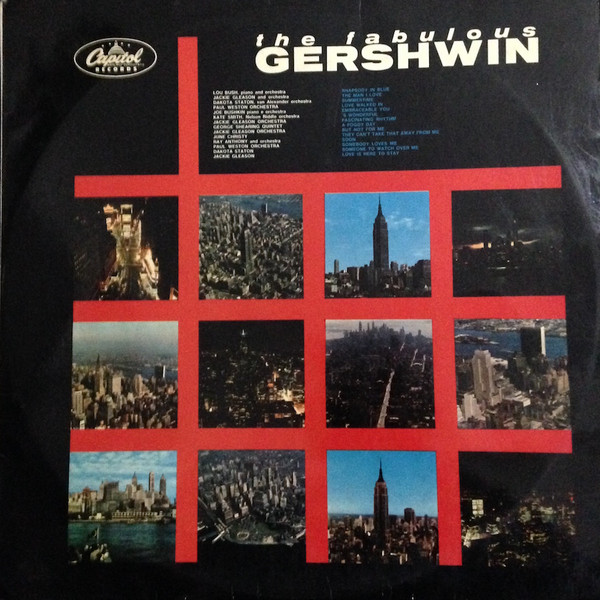 Capitol
RECORDS
the fabulous
GERSHWIN
LOU BUSH, piano and orchestra
JACKIE GLEASON and orchestra
DAKOTA STATON, van Alexander orchestra
PAUL WESTON ORCHESTRA
JOE BUSHKIN piano e orchestra
KATE SMITH, Nelson Riddle orchestra
JACKIE GLEASON ORCHESTRA
GEORGE SHEARING QUINTET
JACKIE GLEASON ORCHESTRA
JUNE CHRISTY
RAY ANTHONY and orchestra
PAUL WESTON ORCHESTRA
DAKOTA STATON
JACKIE GLEASON
RHAPSODY IN BLUE
THE MAN I LOVE
SUMMERTIME
LOVE WALKED IN
EMBRACEABLE YOU
'S WONDERFUL
FASCINATING RHYTHM
A FOGGY DAY
BUT NOT FOR ME
THEY CAN'T TAKE THAT AWAY FROM ME
SOON
SOMEBODY LOVES ME
SOMEONE TO WATCH OVER ME
LOVE IS HERE TO STAY